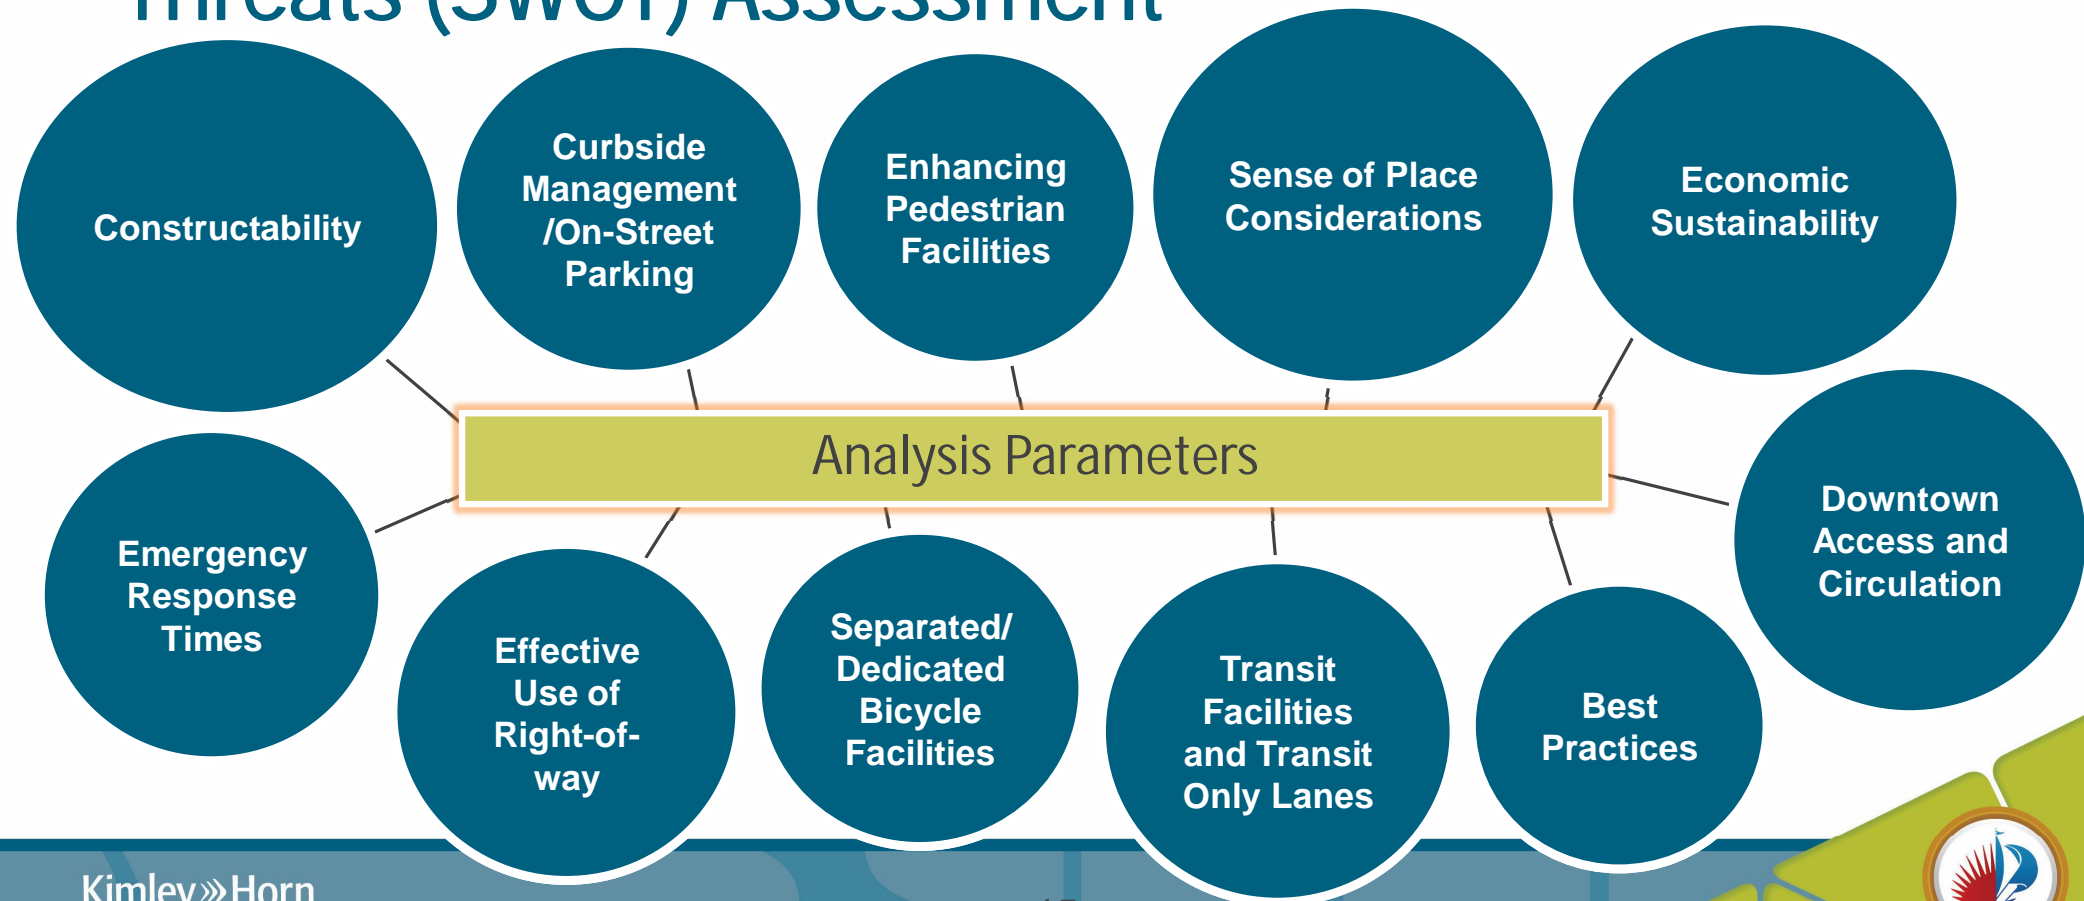 Threats (SWOT) Assessment
Constructability
Curbside
Management
/On-Street
Parking
Enhancing
Pedestrian
Facilities
Sense of Place
Considerations
Economic
Sustainability
Analysis Parameters
Downtown
Access and
Circulation
Emergency
Response
Times
Effective
Use of
Right-of-
way
Separated/
Dedicated
Bicycle
Facilities
Transit
Facilities
and Transit
Only Lanes
Best
Practices
Kimley»Horn